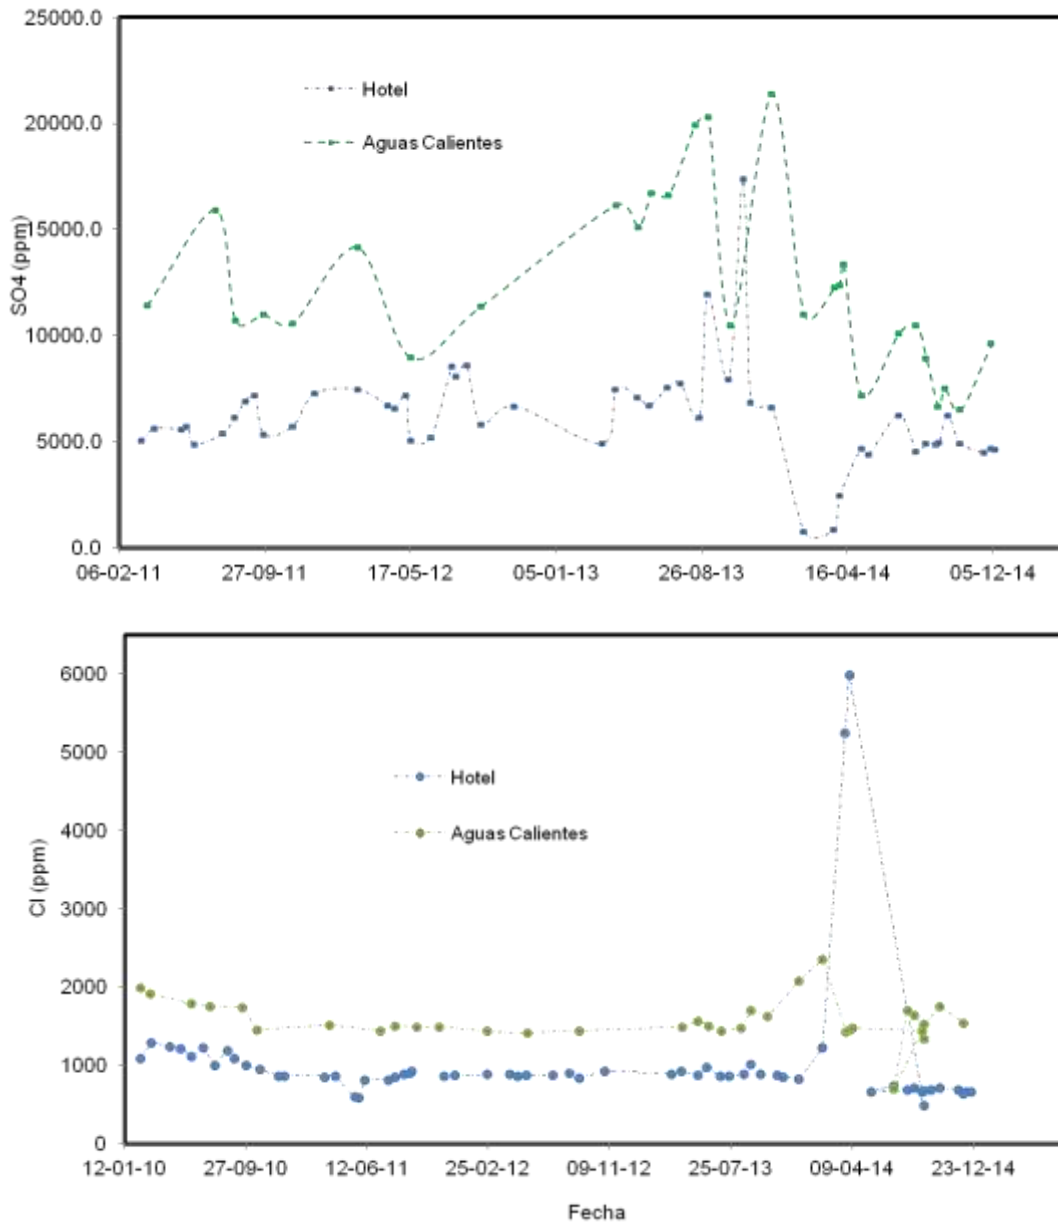 25000.0
20000.0
15000.0
10000.0
5000.0
0.0
SO4 (ppm)
Hotel
Aguas Calientes
06-02-11 27-09-11 17-05-12 05-01-13 26-08-13 16-04-14 05-12-14
6000
5000
4000
3000
2000
1000
0
Cl (ppm)
Hotel
Aguas Calientes
12-01-10 27-09-10 12-06-11 25-02-12 09-11-12 25-07-13 09-04-14 23-12-14
Fecha